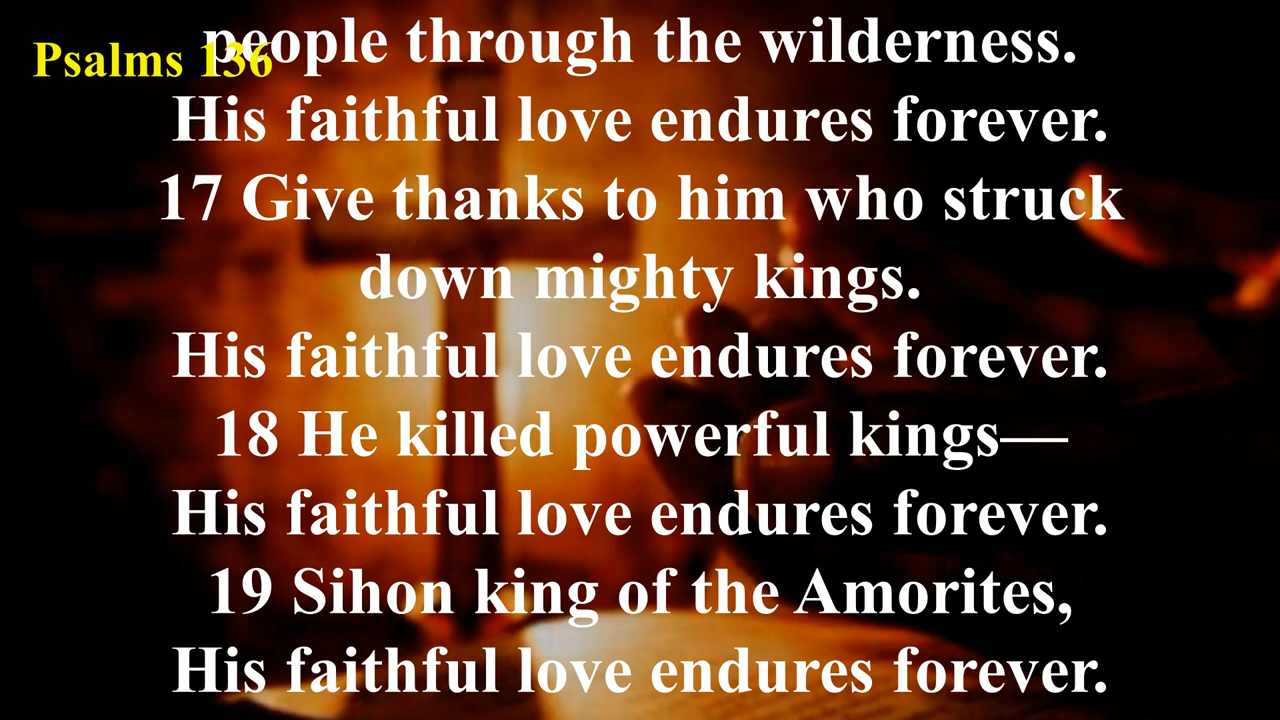 Psalms 136
people through the wilderness.
His faithful love endures forever.
17 Give thanks to him who struck
down mighty kings.
His faithful love endures forever.
18 He killed powerful kings—
His faithful love endures forever.
19 Sihon king of the Amorites,
His faithful love endures forever.